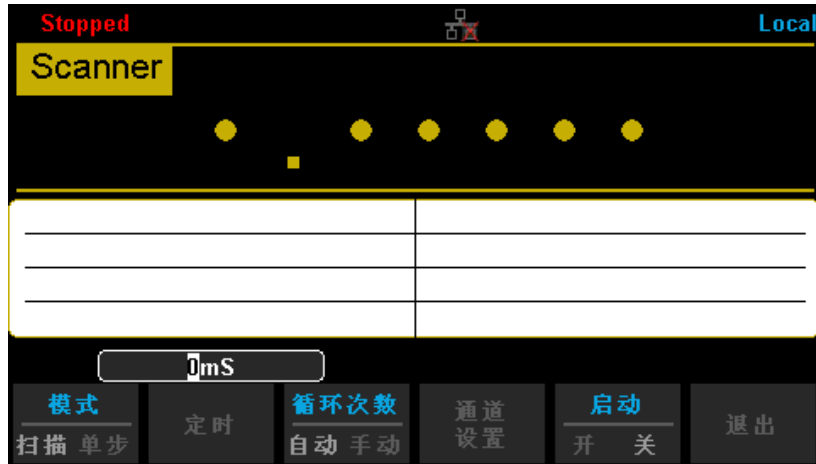 Stopped Local
Scanner
0mS
模式 定时 循环次数 通道 启动 退出
扫描 单步 自动 手动 设置 开 关